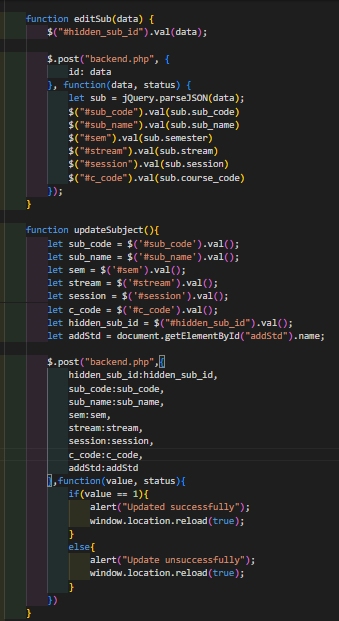 function editSub(data) {
$("#hidden_sub_id").val(data);
$.post("backend.php", {
id: data
}, function(data, status) {
let sub = jQuery.parseJSON(data);
$("#sub_code").val(sub.sub_code)
$("#sub_name").val(sub.sub_name)
$("#sem").val(sub.semester)
$("#stream").val(sub.stream)
$("#session").val(sub.session)
$("#c_code").val(sub.course_code)
});
}
function updateSubject(){
let sub_code = $('#sub_code').val();
let sub_name = $('#sub_name').val();
let sem = $('#sem').val();
let stream = $('#stream').val();
let session = $('#session').val();
let c_code = $('#c_code').val();
let hidden_sub_id = $("#hidden_sub_id").val();
let addStd = document.getElementById("addStd").name;
$.post("backend.php",{
hidden_sub_id:hidden_sub_id,
sub_code:sub_code,
sub_name:sub_name,
sem:sem,
stream:stream,
session:session,
c_code:c_code,
addStd:addStd
},function(value, status){
if(value == 1){
alert("Updated successfully");
window.location.reload(true);
}
else{
alert("Update unsuccessfully");
window.location.reload(true);
}
})
}